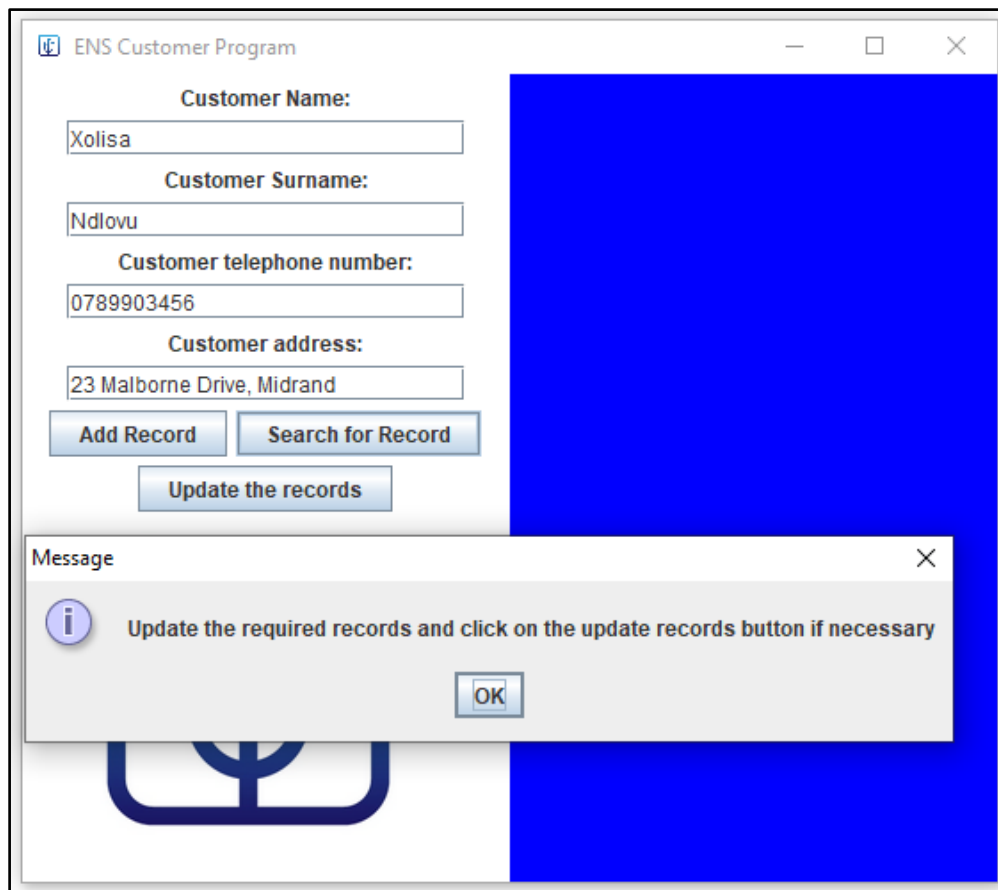 ENS Customer Program
Customer Name:
Xolisa
Customer Surname:
Ndlovu
Customer telephone number:
0789903456
Customer address:
23 Malborne Drive, Midrand
Add Record Search for Record
Update the records
Message
Update the required records and click on the update records button if necessary
OK